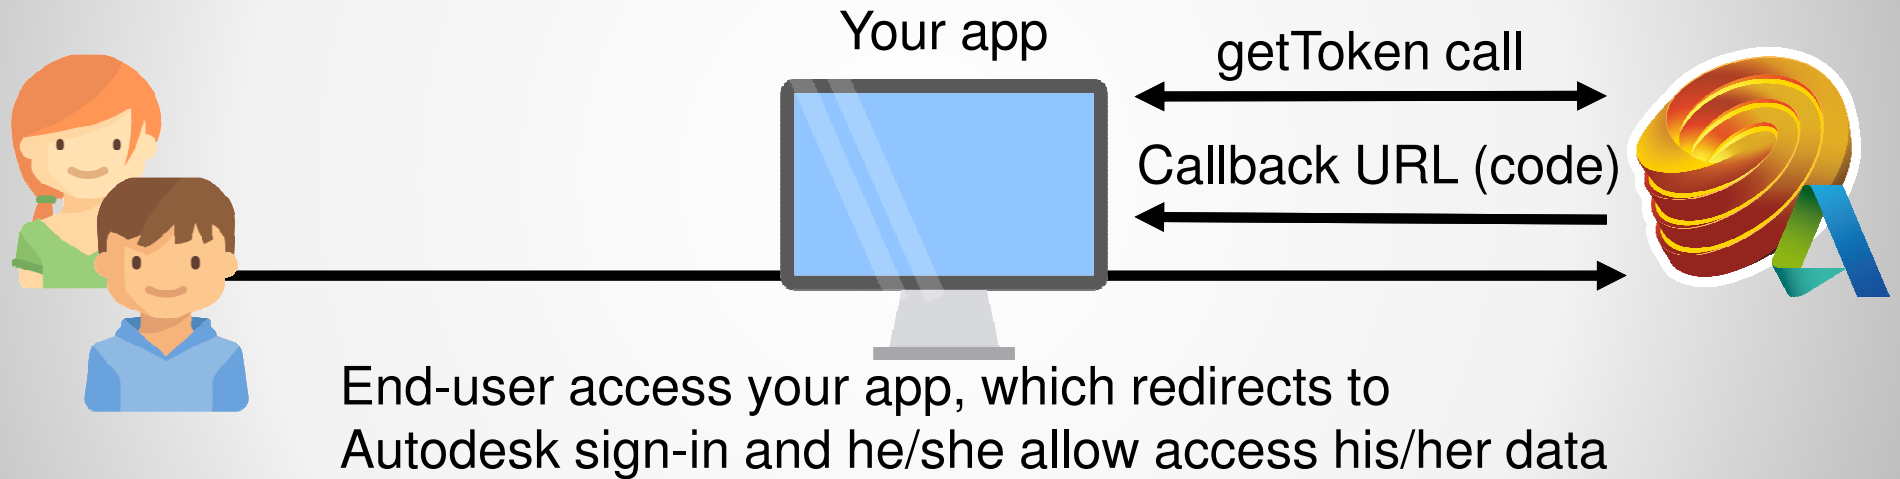 Your app
getToken call
Callback URL (code)
End-user access your app, which redirects to
Autodesk sign-in and he/she allow access his/her data